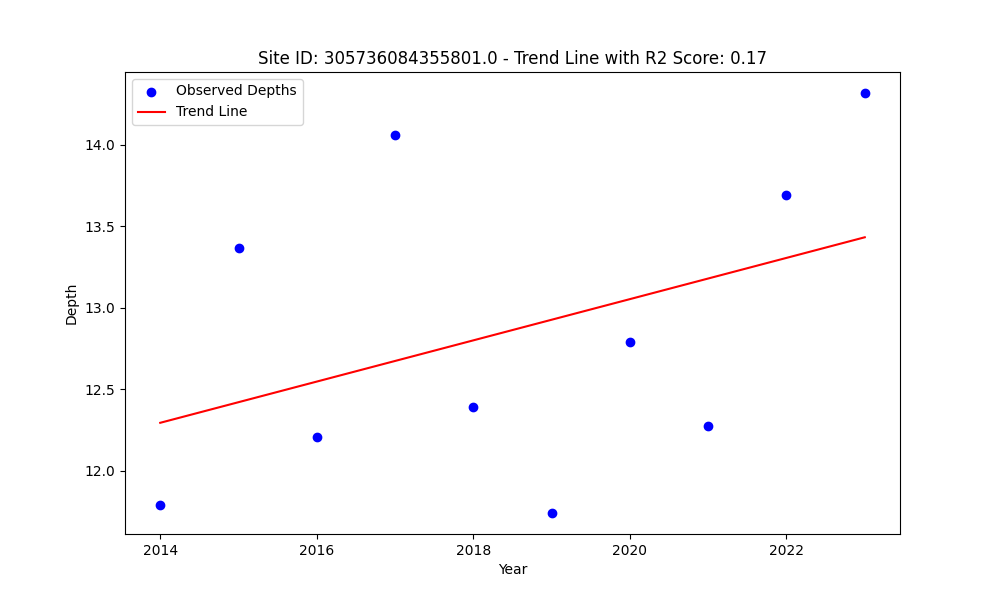 Site ID: 305736084355801.0 - Trend Line with R2 Score: 0.17
Observed Depths
Trend Line
14.0
13.5
13.0
12.5
12.0
Depth
2014
2016
2018
2020
2022
Year